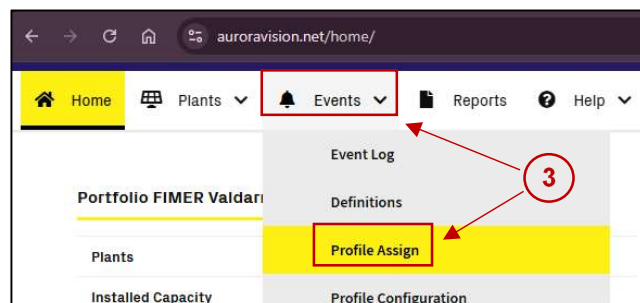 auroravision.net/home/
Home Plants Events Reports Help
Event Log
3
Portfolio FIMER Valdar
Definitions
Profile Assign
Plants
Installed Capacity
Profile Configuration